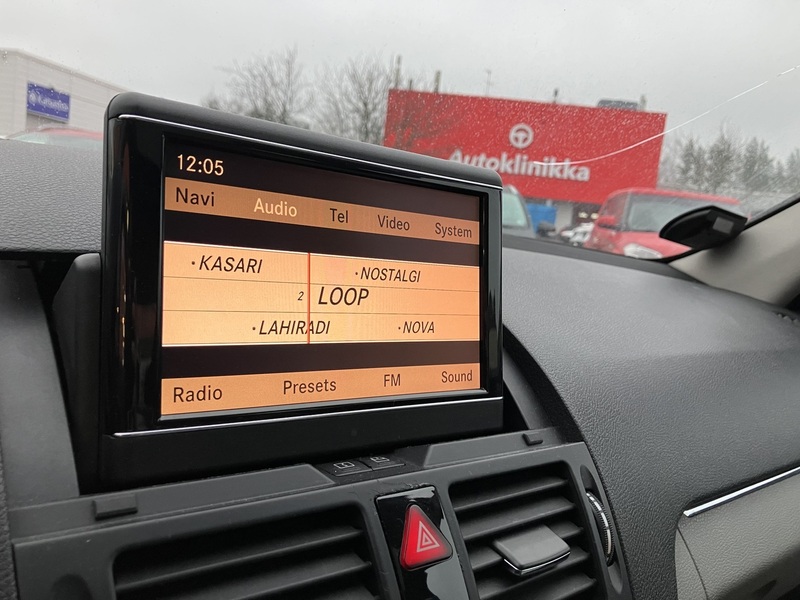 Autoklinikka
12:05
Navi Audio Tel Video System
·KASARI ·NOSTALGI
2 LOOP
·LAHIRADI ·NOVA
Radio Presets FM Sound